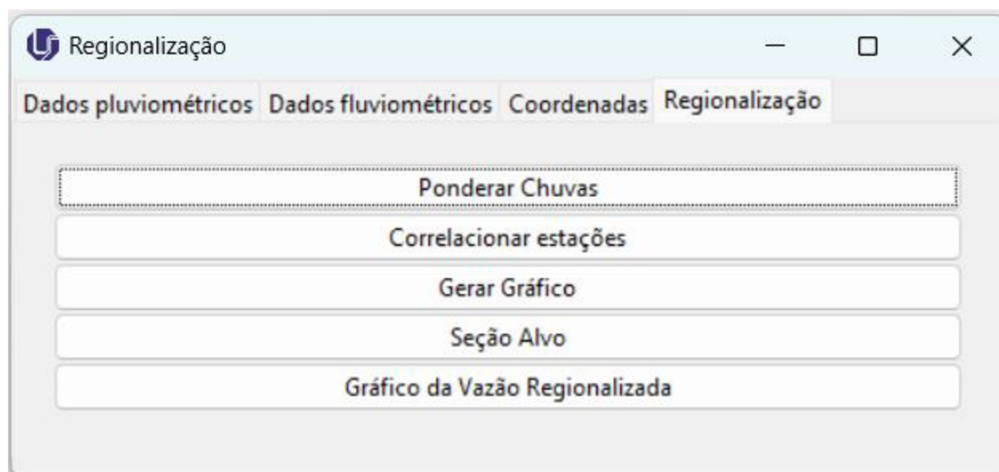 Regionalização
Dados pluviométricos Dados fluviométricos Coordenadas Regionalização
Ponderar Chuvas
Correlacionar estações
Gerar Gráfico
Seção Alvo
Gráfico da Vazão Regionalizada